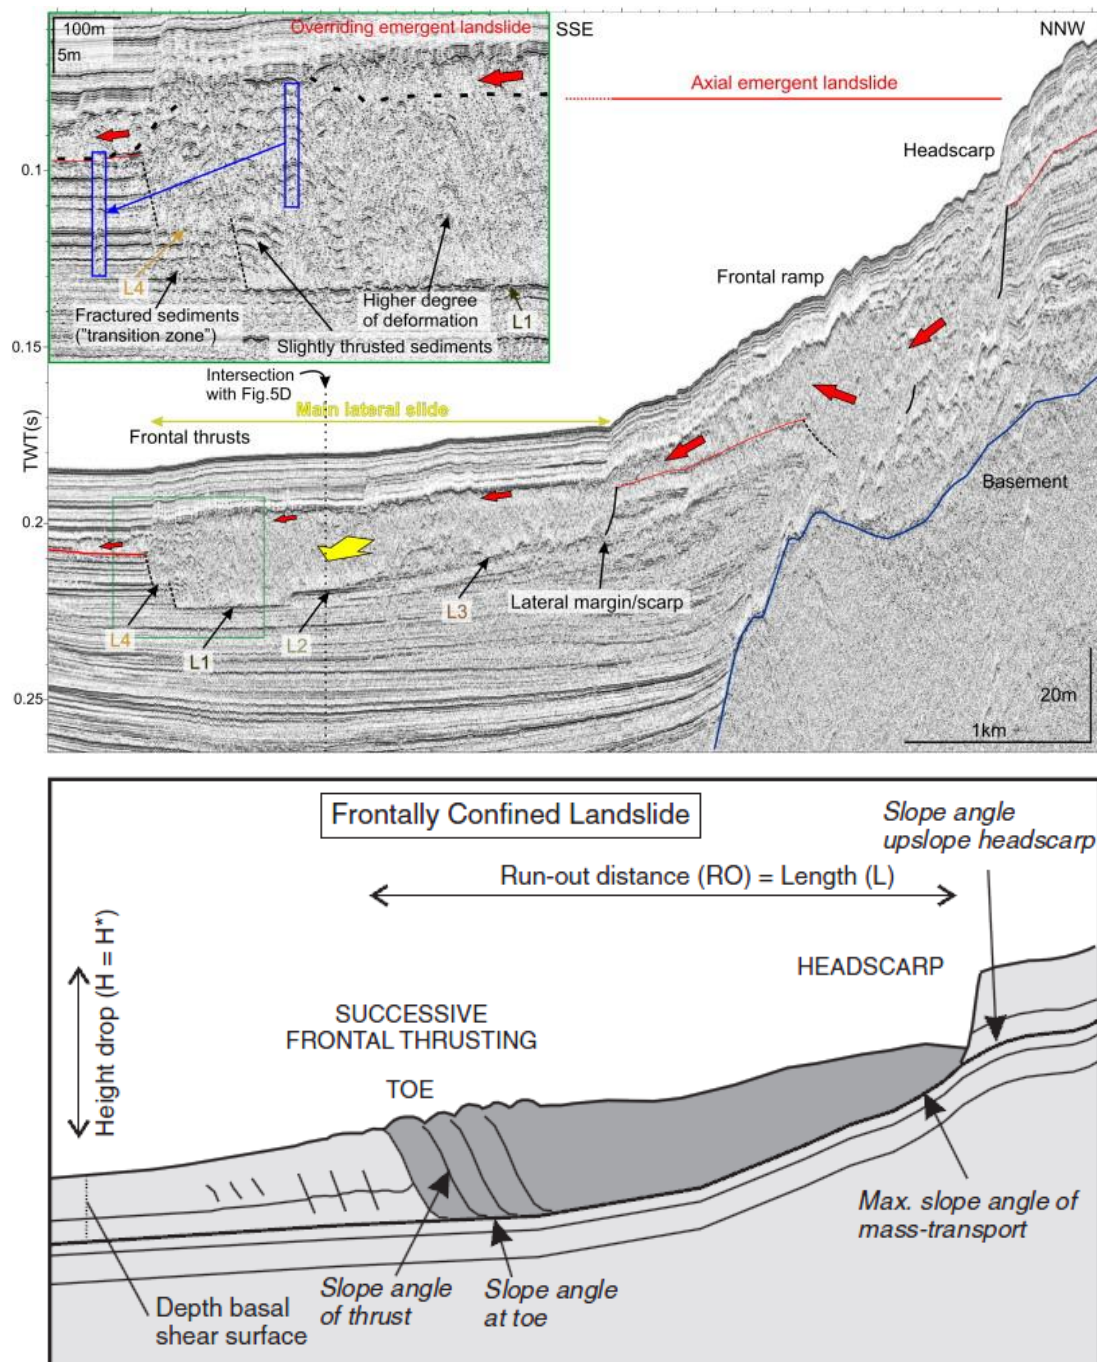 100m
5m
Overriding emergent landslide
L4
Fractured sediments
("transition zone")
Slightly thrusted sediments
Higher degree
of deformation
L1
SSE
NNW
Axial emergent landslide
Headscarp
Frontal ramp
Intersection
with Fig.5D
Main lateral slide
Frontal thrusts
Basement
Lateral margin/scarp
L4
L1
L2
L3
TWT(s)
0.1
0.15
0.2
0.25
20m
1km
Frontally Confined Landslide
Slope angle
upslope headscarp
Run-out distance (RO) = Length (L)
Height drop (H = H*)
HEADSCARP
SUCCESSIVE
FRONTAL THRUSTING
TOE
Max. slope angle of
mass-transport
Slope angle
of thrust
Slope angle
at toe
Depth basal
shear surface